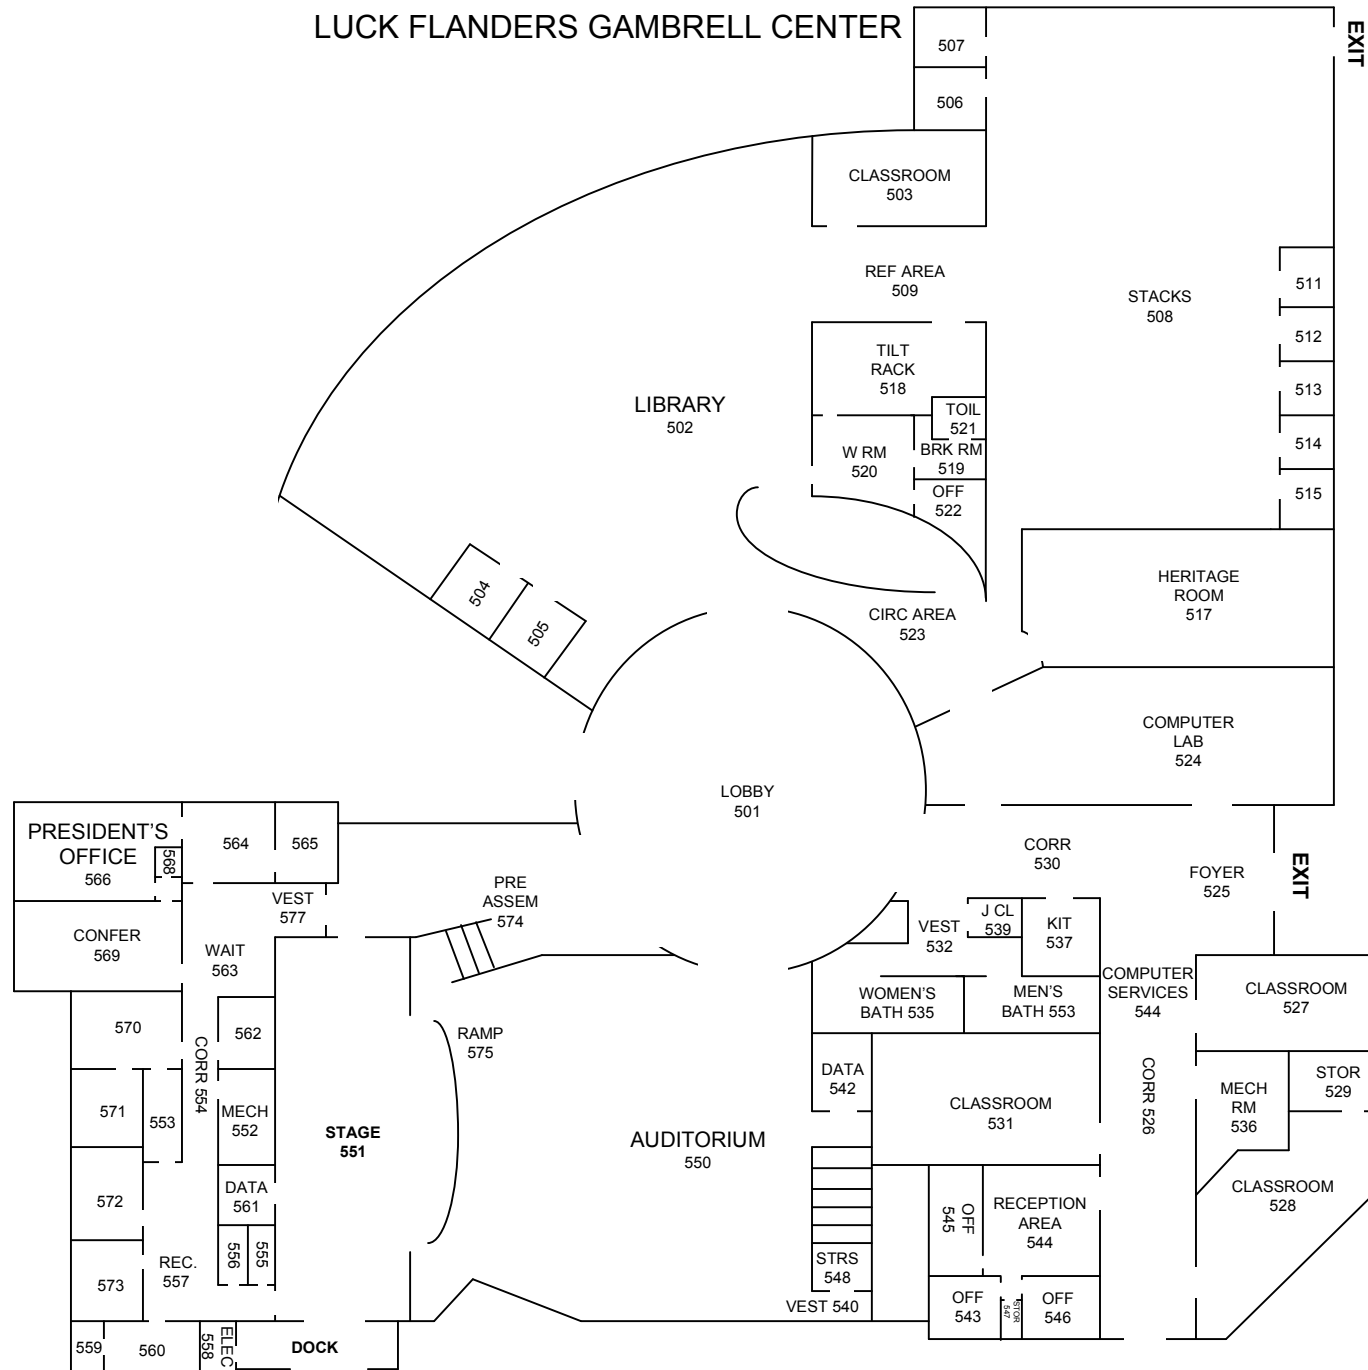 LUCK FLANDERS GAMBRELL CENTER
EXIT
507
506
CLASSROOM
503
REF AREA
509
STACKS
508
511
512
513
514
515
TILT
RACK
518
TOIL
521
LIBRARY
502
W RM
520
BRK RM
519
OFF
522
504
505
HERITAGE
ROOM
517
CIRC AREA
523
COMPUTER
LAB
524
LOBBY
501
PRESIDENT'S
OFFICE
566
568
564
565
CORR
530
FOYER
525
EXIT
PRE
ASSEM
574
VEST
577
J CL
539
KIT
537
VEST
532
CONFER
569
WAIT
563
COMPUTER
SERVICES
544
WOMEN'S
BATH 535
MEN'S
BATH 553
CLASSROOM
527
570
562
CORR 554
RAMP
575
DATA
542
CORR 526
STOR
529
MECH
RM
536
571
553
MECH
552
CLASSROOM
531
STAGE
551
AUDITORIUM
550
572
DATA
561
CLASSROOM
528
OFF
545
RECEPTION
AREA
544
556
555
REC.
557
573
STRS
548
VEST 540
OFF
543
STOR
547
OFF
546
559
560
558
ELEC
DOCK